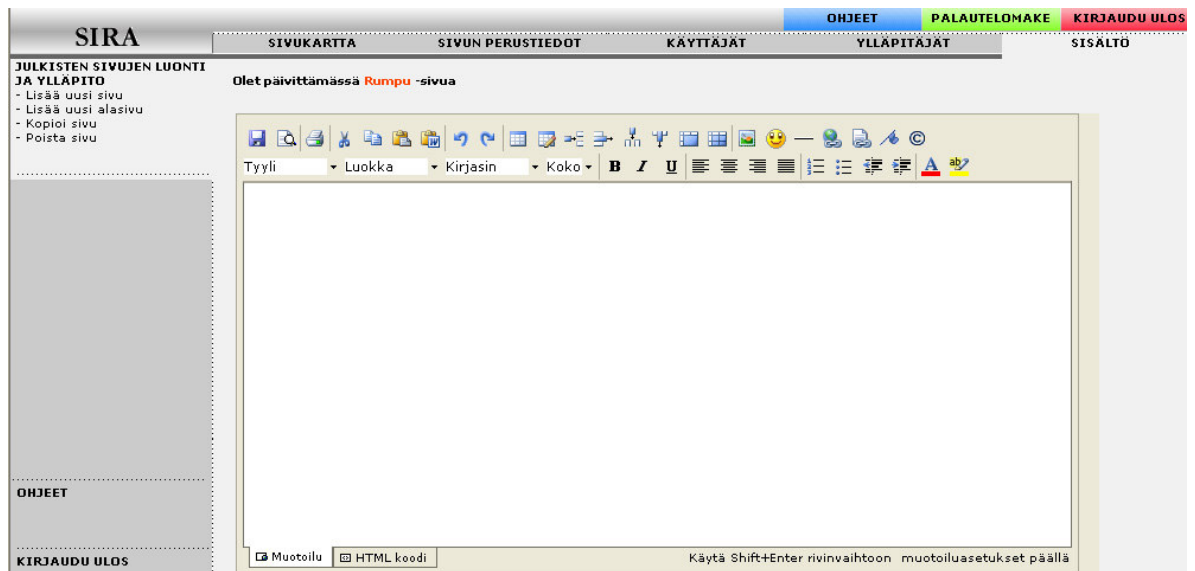 OHJEET PALAUTELOMAKE KIRJAUDU ULOS
SIRA
SIVUKARTTA SIVUN PERUSTIEDOT KÄYTTÄJÄT YLLÄPITÄJÄT SISÄLTÖ
JULKISTEN SIVUJEN LUONTI
JA YLLÄPITO
- Lisää uusi sivu
- Lisää uusi alasivu
- Kopioi sivu
- Poista sivu
Olet päivittämässä Rumpu -sivua
Tyyli Luokka Kirjasin Koko B I U A ab
OHJEET
KIRJAUDU ULOS
Muotoilu HTML koodi Käytä Shift+Enter rivinvaihtoon muotoiluasetukset päällä